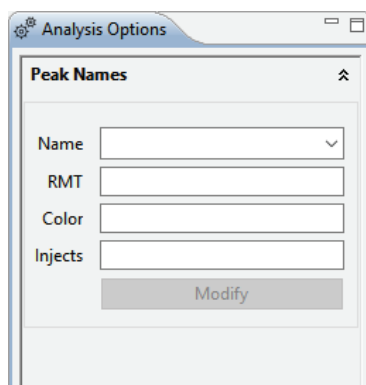 Analysis Options
Peak Names
Name
RMT
Color
Injects
Modify